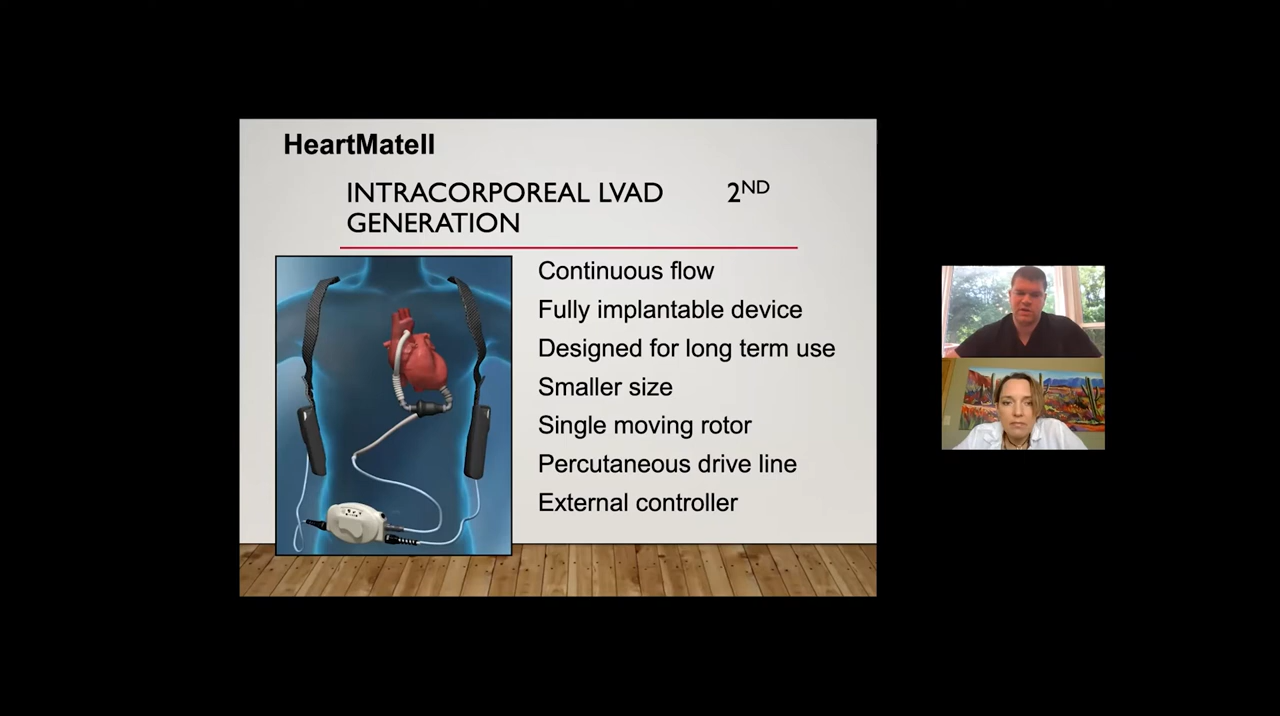 HeartMateII
INTRACORPOREAL LVAD 2ND
GENERATION
Continuous flow
Fully implantable device
Designed for long term use
Smaller size
Single moving rotor
Percutaneous drive line
External controller